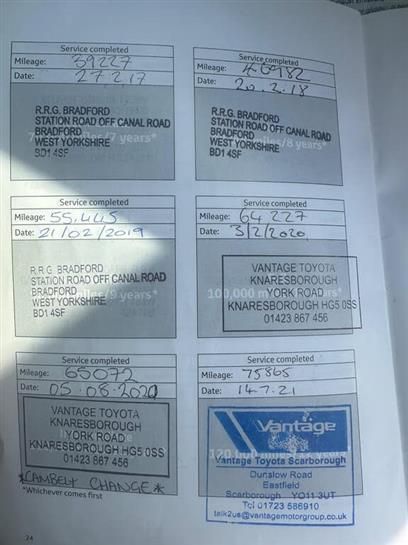 Service completed
Mileage: 39227
Date: 27.2.17
R.R.G. BRADFORD
STATION ROAD OFF CANAL ROAD
BRADFORD
WEST YORKSHIRE
BD1 4SF
Service completed
Mileage:
Date: 20.2.18
R.R.G. BRADFORD
STATION ROAD OFF CANAL ROAD
BRADFORD
WEST YORKSHIRE
BD1 4SF
Service completed
Mileage: 55,445
Date: 21/02/2019
R.R.G. BRADFORD
STATION ROAD OFF CANAL ROAD
BRADFORD
WEST YORKSHIRE
BD1 4SF
Service completed
Mileage: 64227
Date: 3/2/2020
VANTAGE TOYOTA
KNARESBOROUGH
YORK ROAD
KNARESBOROUGH HG5 0SS
01423 867 456
Service completed
Mileage: 65072
Date: 05.08.2020
VANTAGE TOYOTA
KNARESBOROUGH
YORK ROAD
KNARESBOROUGH HG5 0SS
01423 867 456
*CAMBELT CHANGE*
*Whichever comes first
Service completed
Mileage: 75865
Date: 14.7.21
Vantage
Vantage Toyota Scarborough
Dunslow Road
Eastfield
Scarborough YO11 3UT
Tel 01723 586910
talk2us@vantagemotorgroup.co.uk
24